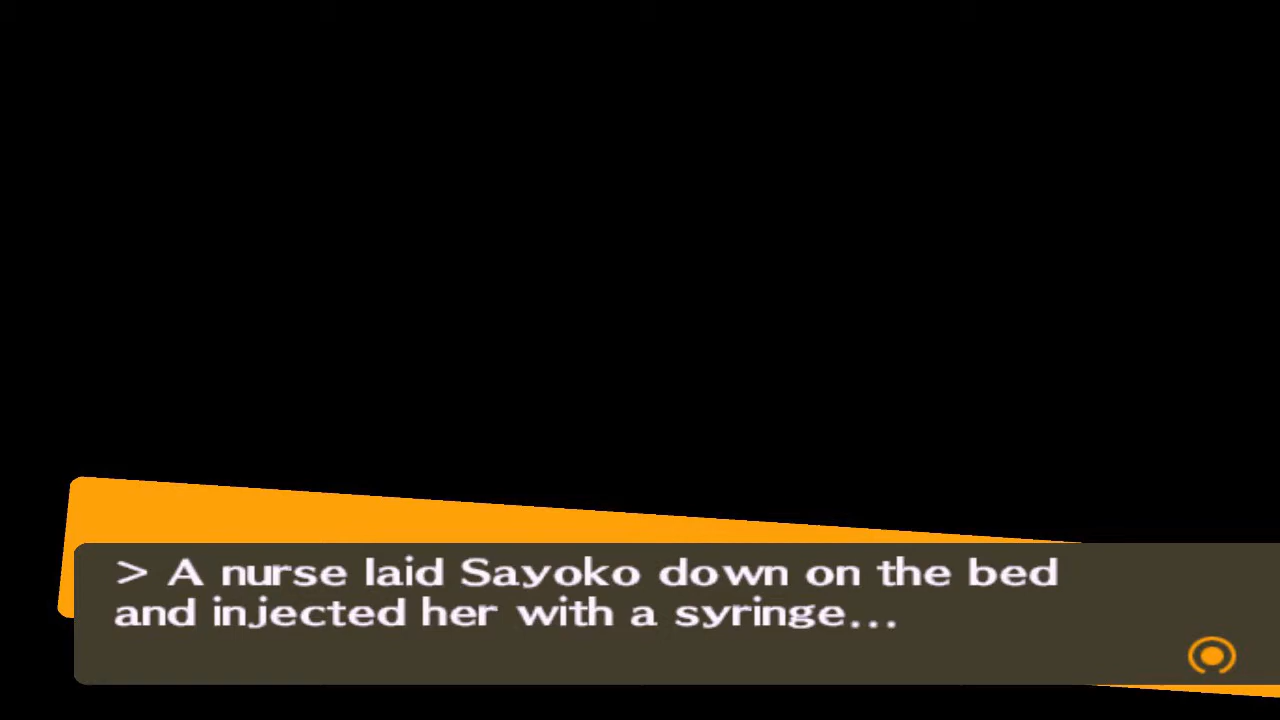 > A nurse laid Sayoko down on the bed
and injected her with a syringe...